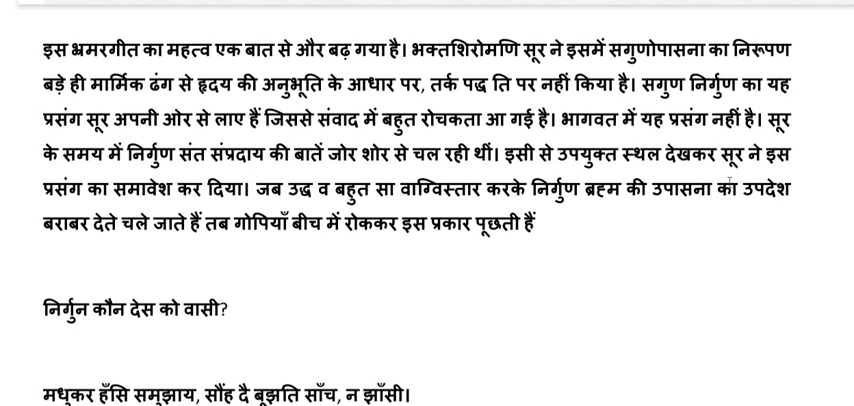 इस भ्रमरगीत का महत्व एक बात से और बढ़ गया है। भक्तशिरोमणि सूर ने इसमें सगुणोपासना का निरूपण
बड़े ही मार्मिक ढंग से हृदय की अनुभूति के आधार पर, तर्क पद्ध ति पर नहीं किया है। सगुण निर्गुण का यह
प्रसंग सूर अपनी ओर से लाए हैं जिससे संवाद में बहुत रोचकता आ गई है। भागवत में यह प्रसंग नहीं है। सूर
के समय में निर्गुण संत संप्रदाय की बातें जोर शोर से चल रही थीं। इसी से उपयुक्त स्थल देखकर सूर ने इस
प्रसंग का समावेश कर दिया। जब उद्ध व बहुत सा वाग्विस्तार करके निर्गुण ब्रह्म की उपासना का उपदेश
बराबर देते चले जाते हैं तब गोपियाँ बीच में रोककर इस प्रकार पूछती हैं
निर्गुन कौन देस को वासी?
मधुकर हँसि समुझाय, सौंह दै बूझति साँच, न झाँसी।